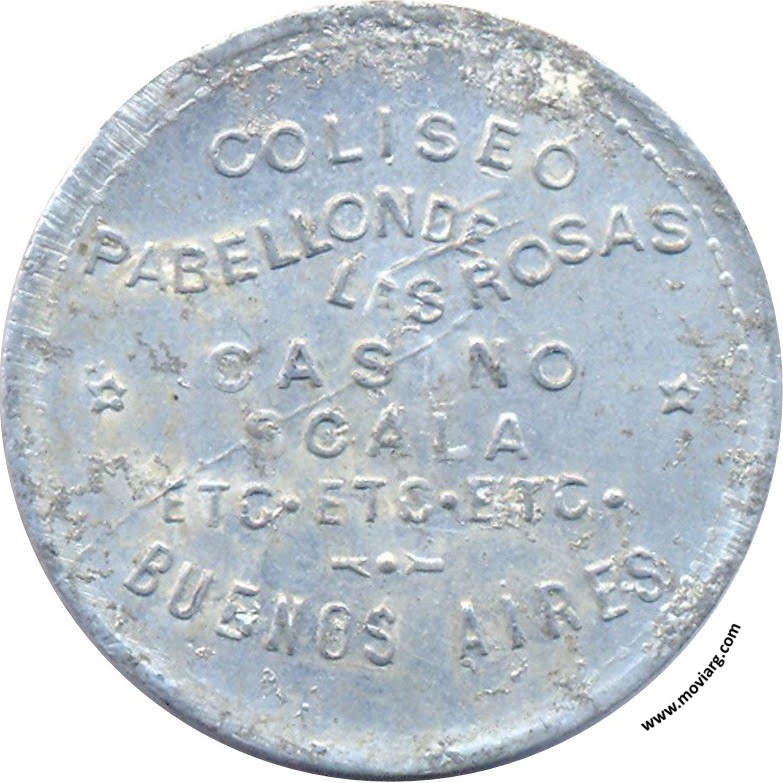 COLISEO
PABELLON DE
LAS ROSAS
CASINO
SCALA
ETC·ETC·ETC·
BUENOS AIRES
www.moviarg.com